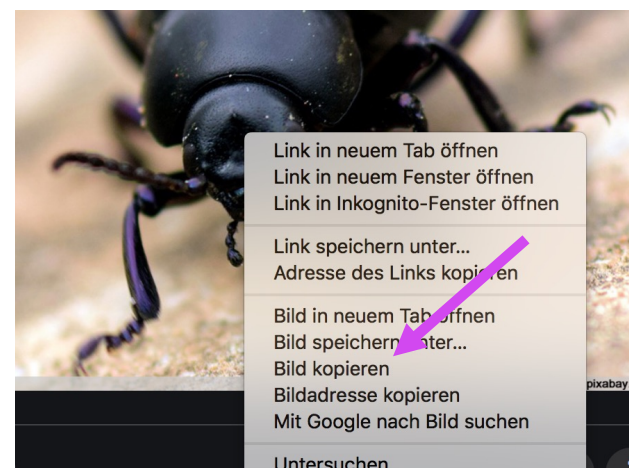 Link in neuem Tab öffnen
Link in neuem Fenster öffnen
Link in Inkognito-Fenster öffnen
Link speichern unter...
Adresse des Links kopieren
Bild in neuem Tab öffnen
Bild speichern unter...
Bild kopieren
pixabay
Bildadresse kopieren
Mit Google nach Bild suchen
Untersuchen